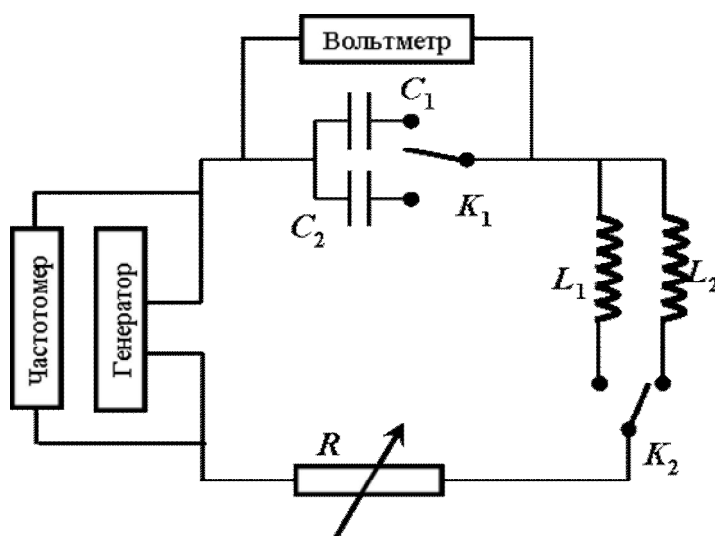 Вольтметр
C₁
K₁
C₂
Частотомер
Генератор
L₁
L₂
R
K₂